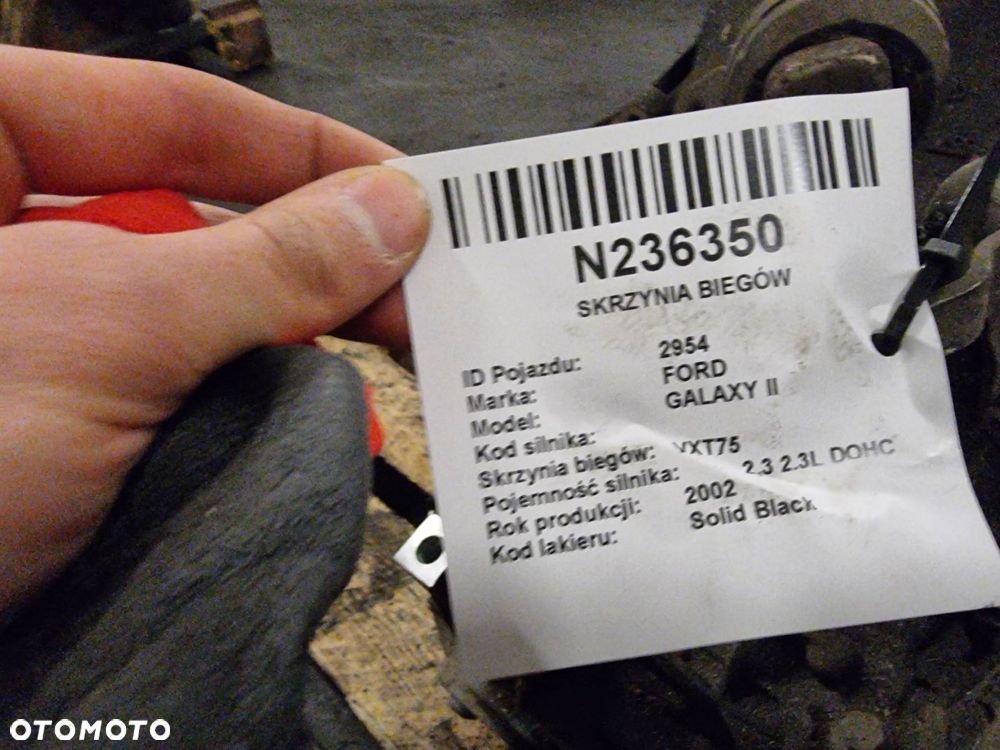 N236350
SKRZYNIA BIEGÓW
ID Pojazdu: 2954
Marka: FORD
Model: GALAXY II
Kod silnika:
Skrzynia biegów: VXT75
Pojemność silnika: 2.3 2.3L DOHC
Rok produkcji: 2002
Kod lakieru: Solid Black
OTOMOTO